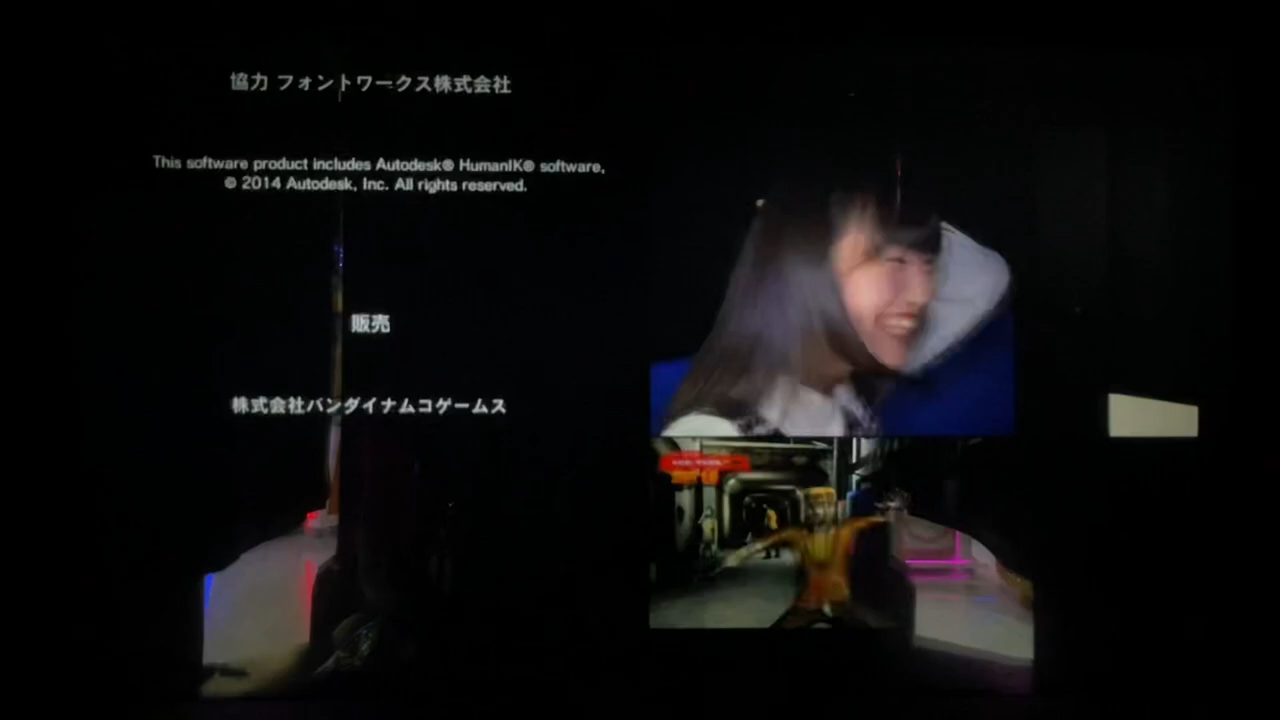 協力 フォントワークス株式会社
This software product includes Autodesk® HumanIK® software,
© 2014 Autodesk, Inc. All rights reserved.
販売
株式会社バンダイナムコゲームス